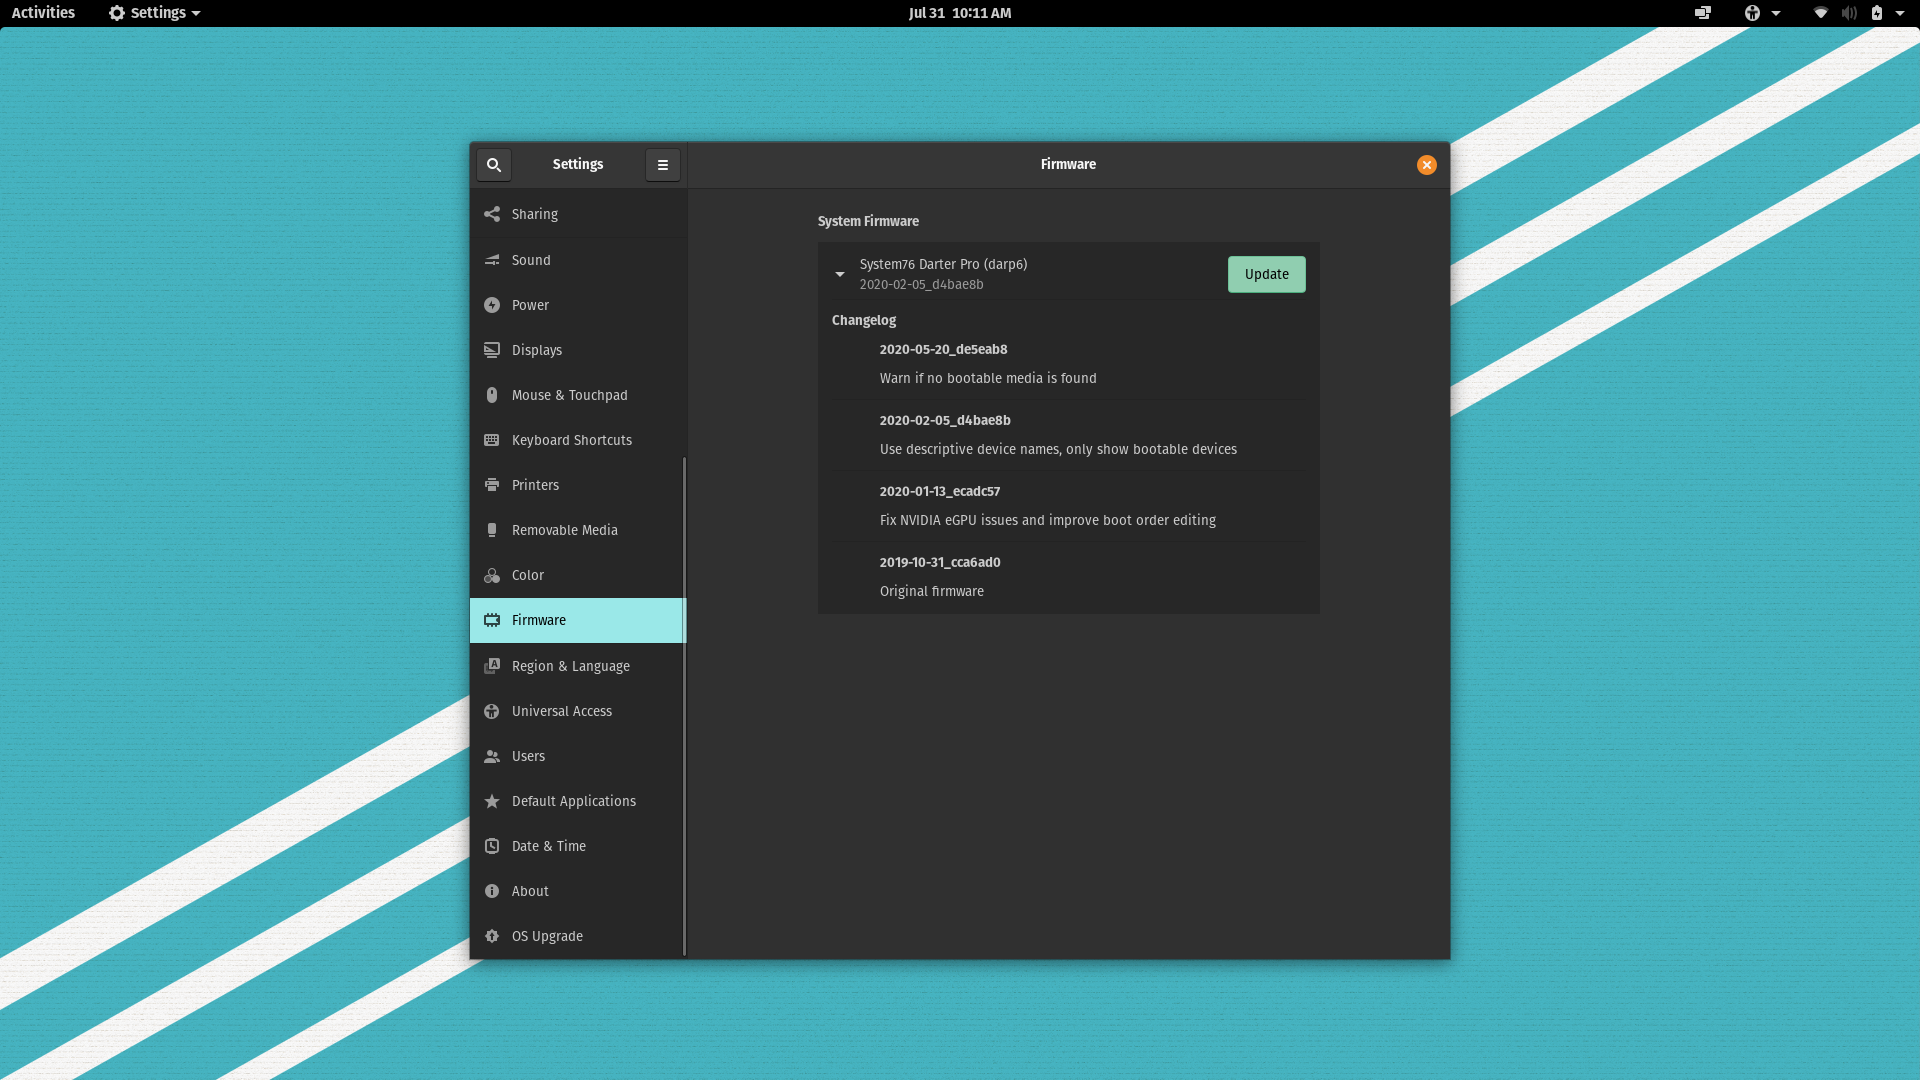 Activities
Settings
Jul 31 10:11 AM
Settings
Firmware
Sharing
Sound
Power
Displays
Mouse & Touchpad
Keyboard Shortcuts
Printers
Removable Media
Color
Firmware
Region & Language
Universal Access
Users
Default Applications
Date & Time
About
OS Upgrade
System Firmware
System76 Darter Pro (darp6)
2020-02-05_d4bae8b
Update
Changelog
2020-05-20_de5eab8
Warn if no bootable media is found
2020-02-05_d4bae8b
Use descriptive device names, only show bootable devices
2020-01-13_ecadc57
Fix NVIDIA eGPU issues and improve boot order editing
2019-10-31_cca6ad0
Original firmware